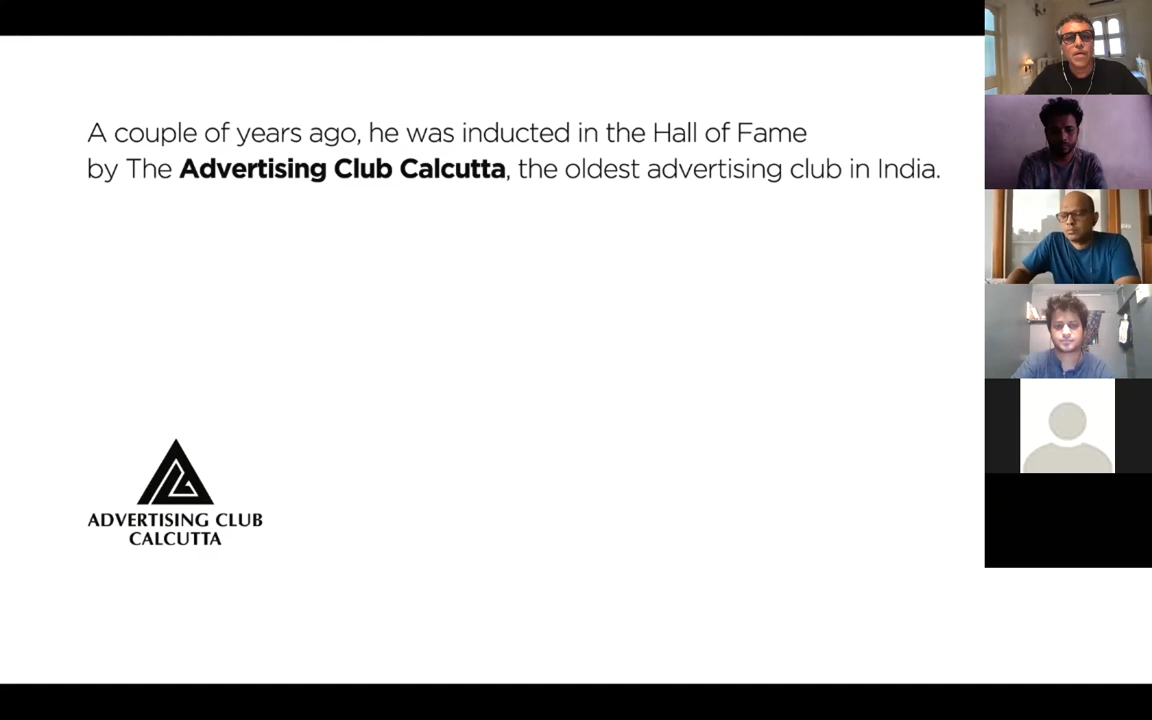 A couple of years ago, he was inducted in the Hall of Fame
by The Advertising Club Calcutta, the oldest advertising club in India.
ADVERTISING CLUB
CALCUTTA